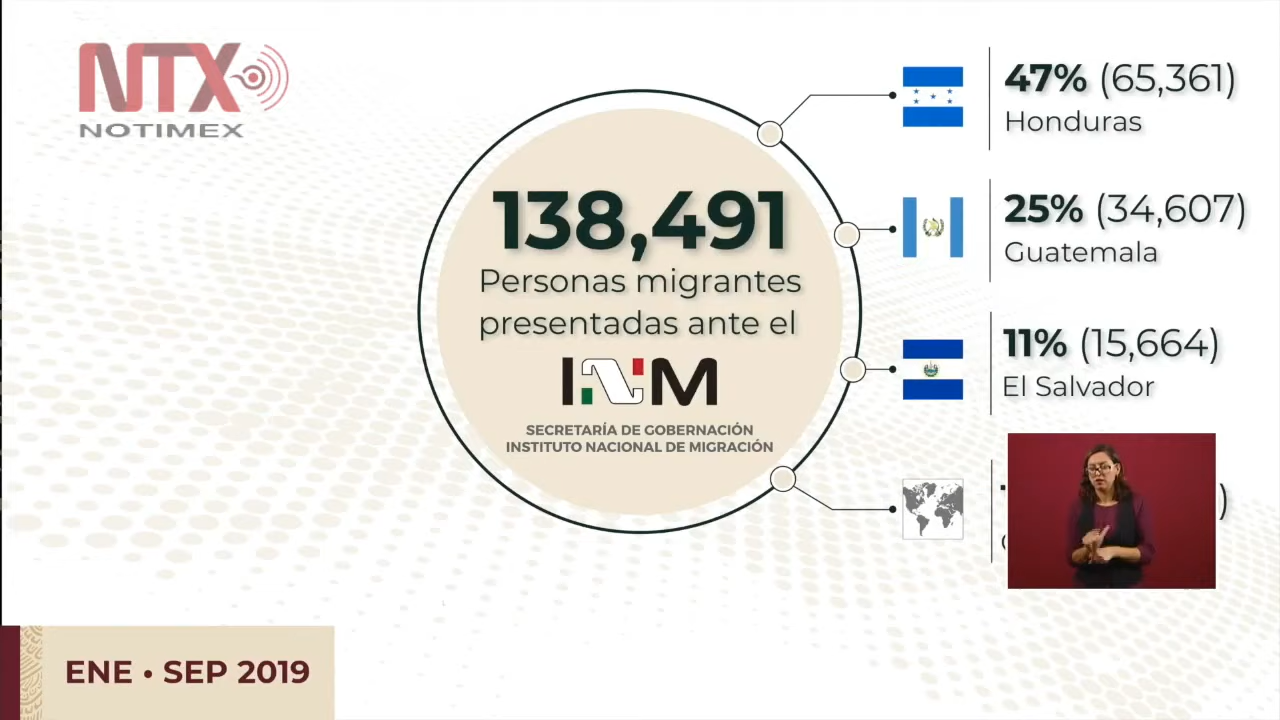 NTX
NOTIMEX
138,491
Personas migrantes
presentadas ante el
INM
SECRETARÍA DE GOBERNACIÓN
INSTITUTO NACIONAL DE MIGRACIÓN
47% (65,361)
Honduras
25% (34,607)
Guatemala
11% (15,664)
El Salvador
ENE • SEP 2019